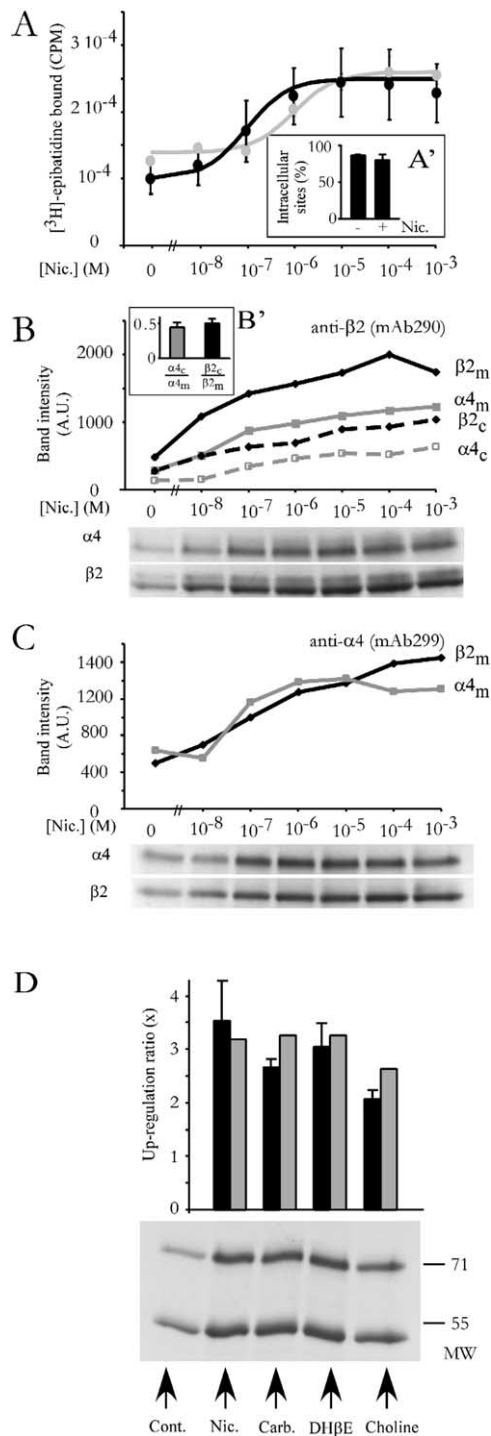 A
[³H]-epibatidine bound (CPM)
3 10⁻⁴
2 10⁻⁴
10⁻⁴
0
A'
Intracellular
sites (%)
100
50
0
- + Nic.
[Nic.] (M) 0 10⁻⁸ 10⁻⁷ 10⁻⁶ 10⁻⁵ 10⁻⁴ 10⁻³
B
B'
0.5
0
α4c β2c
α4m β2m
anti-β2 (mAb290)
Band intensity
(A.U.)
2000
1000
0
β2m
α4m
β2c
α4c
[Nic.] (M) 0 10⁻⁸ 10⁻⁷ 10⁻⁶ 10⁻⁵ 10⁻⁴ 10⁻³
α4
β2
C
anti-α4 (mAb299)
Band intensity
(A.U.)
1400
1200
800
400
0
β2m
α4m
[Nic.] (M) 0 10⁻⁸ 10⁻⁷ 10⁻⁶ 10⁻⁵ 10⁻⁴ 10⁻³
α4
β2
D
Up-regulation ratio (x)
4
3
2
1
0
71
55
MW
Cont. Nic. Carb. DHβE Choline